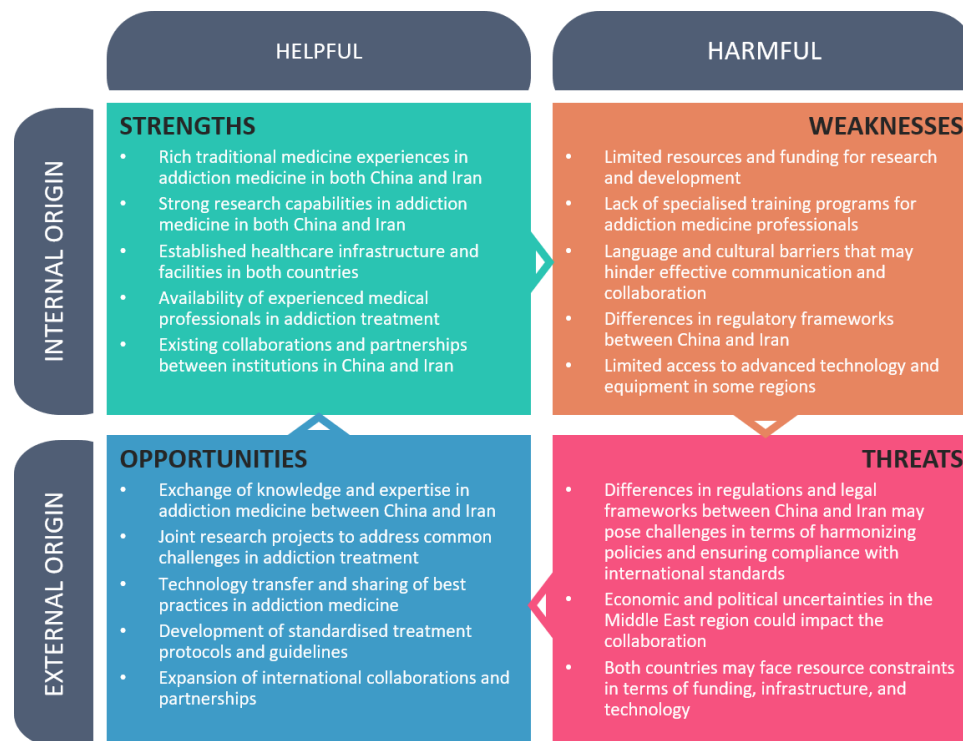 HELPFUL
HARMFUL
INTERNAL ORIGIN
STRENGTHS
• Rich traditional medicine experiences in
addiction medicine in both China and Iran
• Strong research capabilities in addiction
medicine in both China and Iran
• Established healthcare infrastructure and
facilities in both countries
• Availability of experienced medical
professionals in addiction treatment
• Existing collaborations and partnerships
between institutions in China and Iran
WEAKNESSES
• Limited resources and funding for research
and development
• Lack of specialised training programs for
addiction medicine professionals
• Language and cultural barriers that may
hinder effective communication and
collaboration
• Differences in regulatory frameworks
between China and Iran
• Limited access to advanced technology and
equipment in some regions
EXTERNAL ORIGIN
OPPORTUNITIES
• Exchange of knowledge and expertise in
addiction medicine between China and Iran
• Joint research projects to address common
challenges in addiction treatment
• Technology transfer and sharing of best
practices in addiction medicine
• Development of standardised treatment
protocols and guidelines
• Expansion of international collaborations and
partnerships
THREATS
• Differences in regulations and legal
frameworks between China and Iran may
pose challenges in terms of harmonizing
policies and ensuring compliance with
international standards
• Economic and political uncertainties in the
Middle East region could impact the
collaboration
• Both countries may face resource constraints
in terms of funding, infrastructure, and
technology